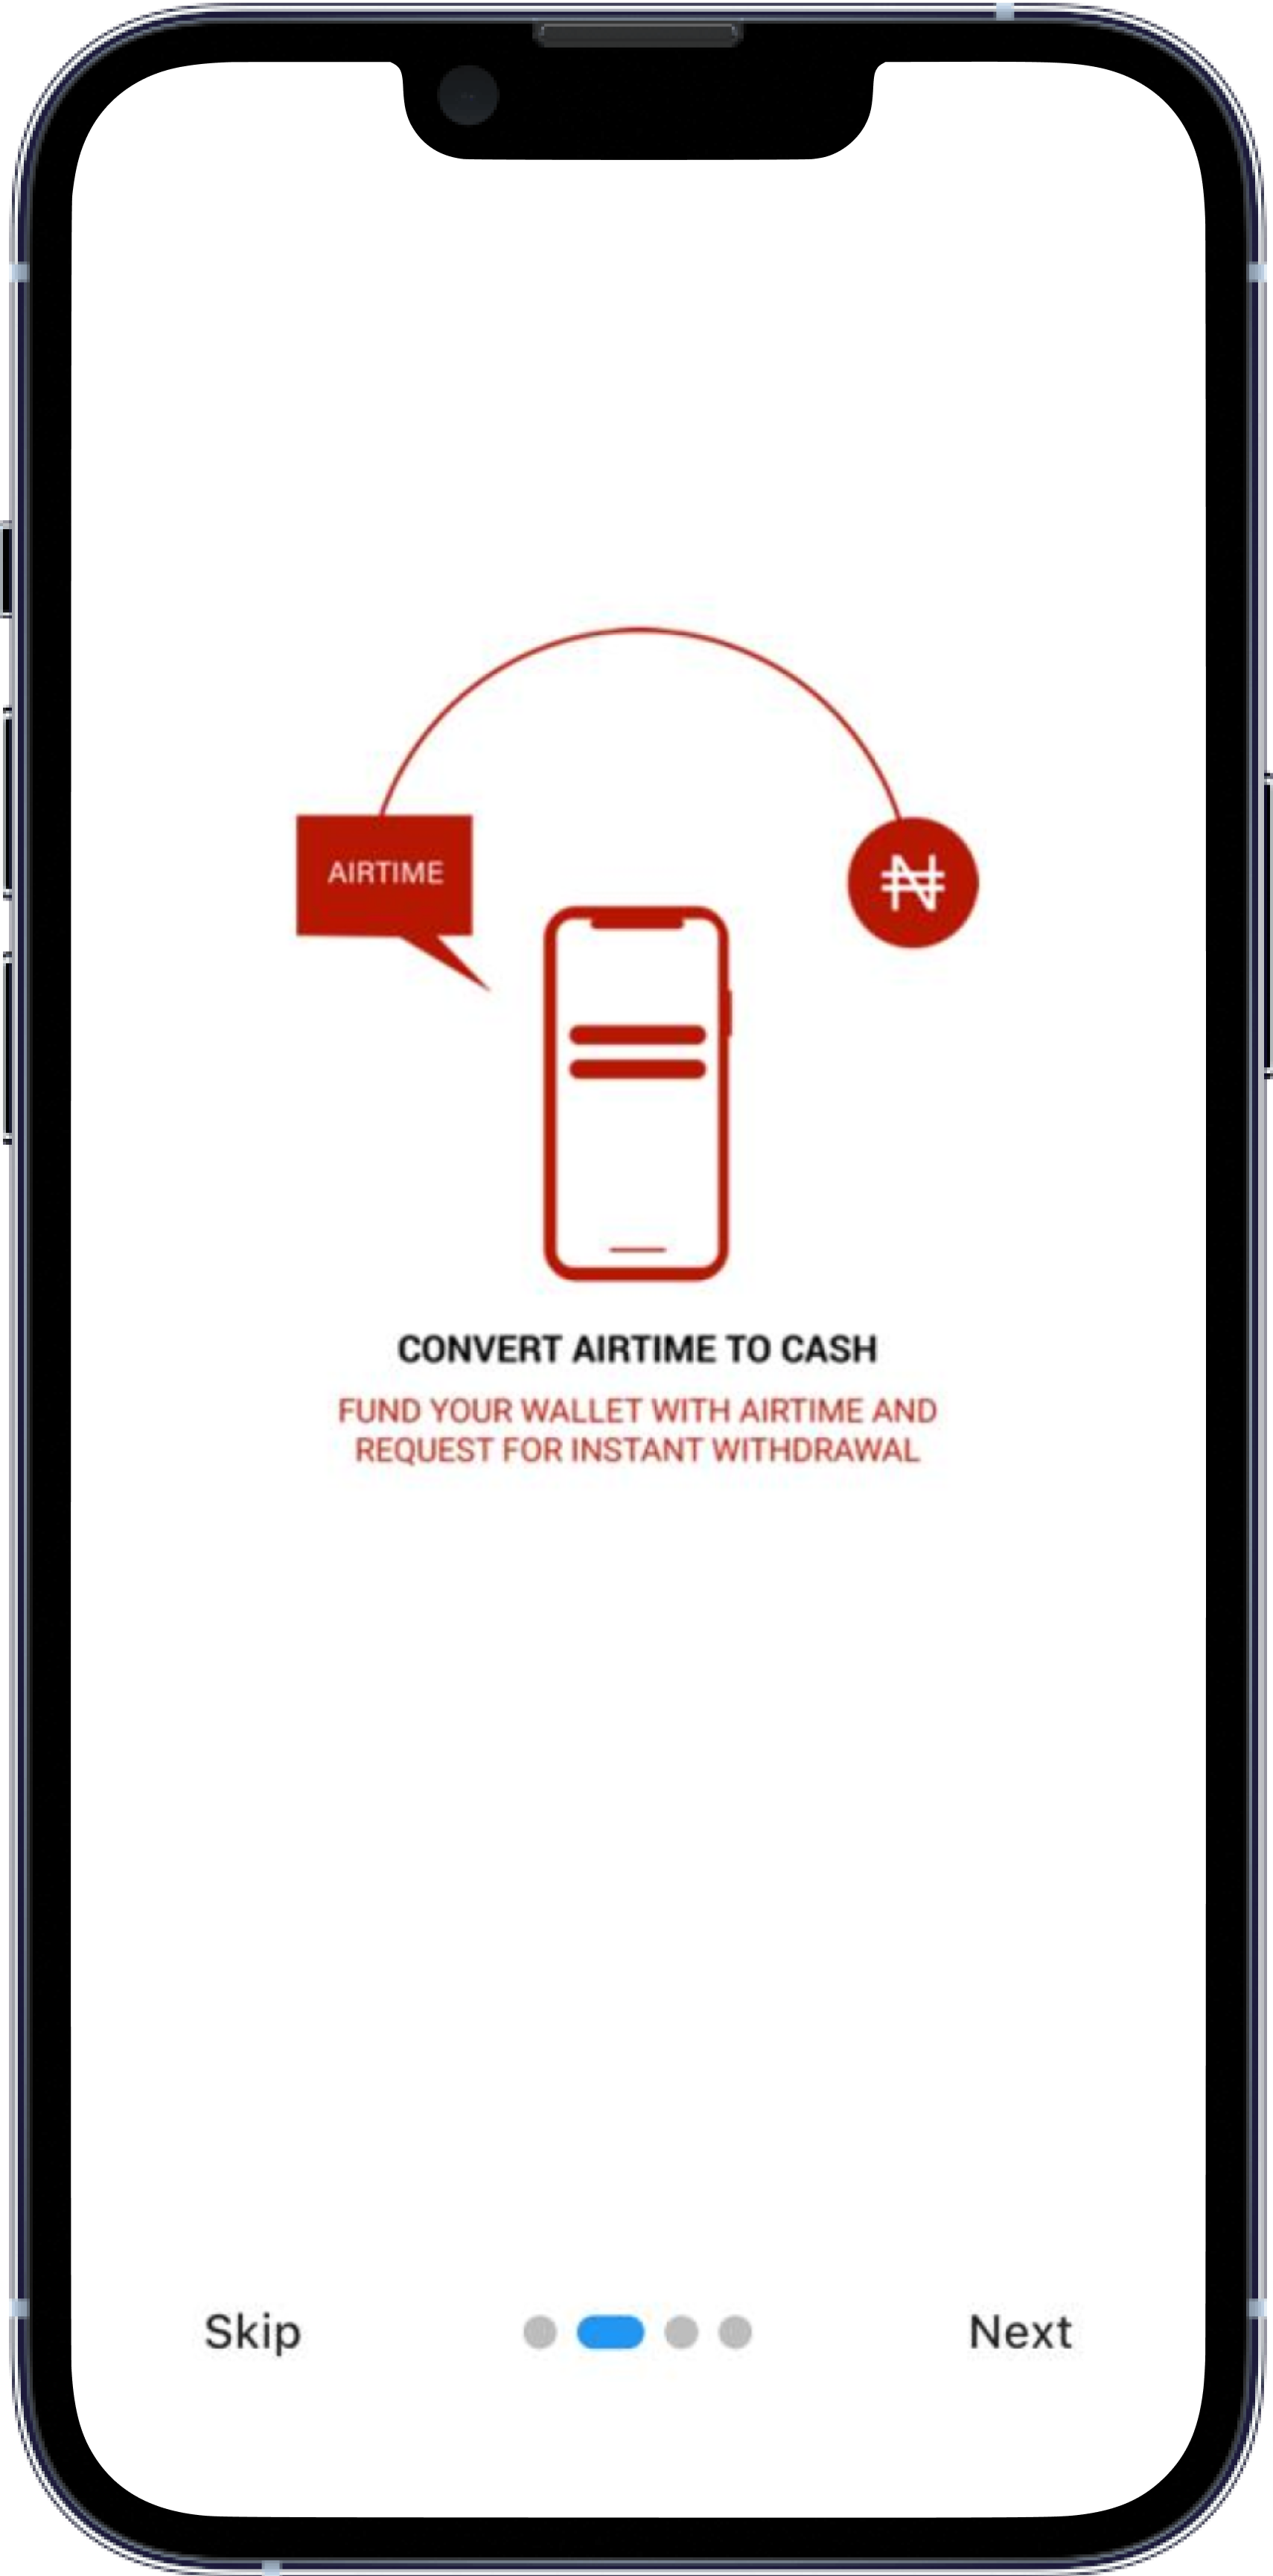 AIRTIME
₦
CONVERT AIRTIME TO CASH
FUND YOUR WALLET WITH AIRTIME AND
REQUEST FOR INSTANT WITHDRAWAL
Skip
Next